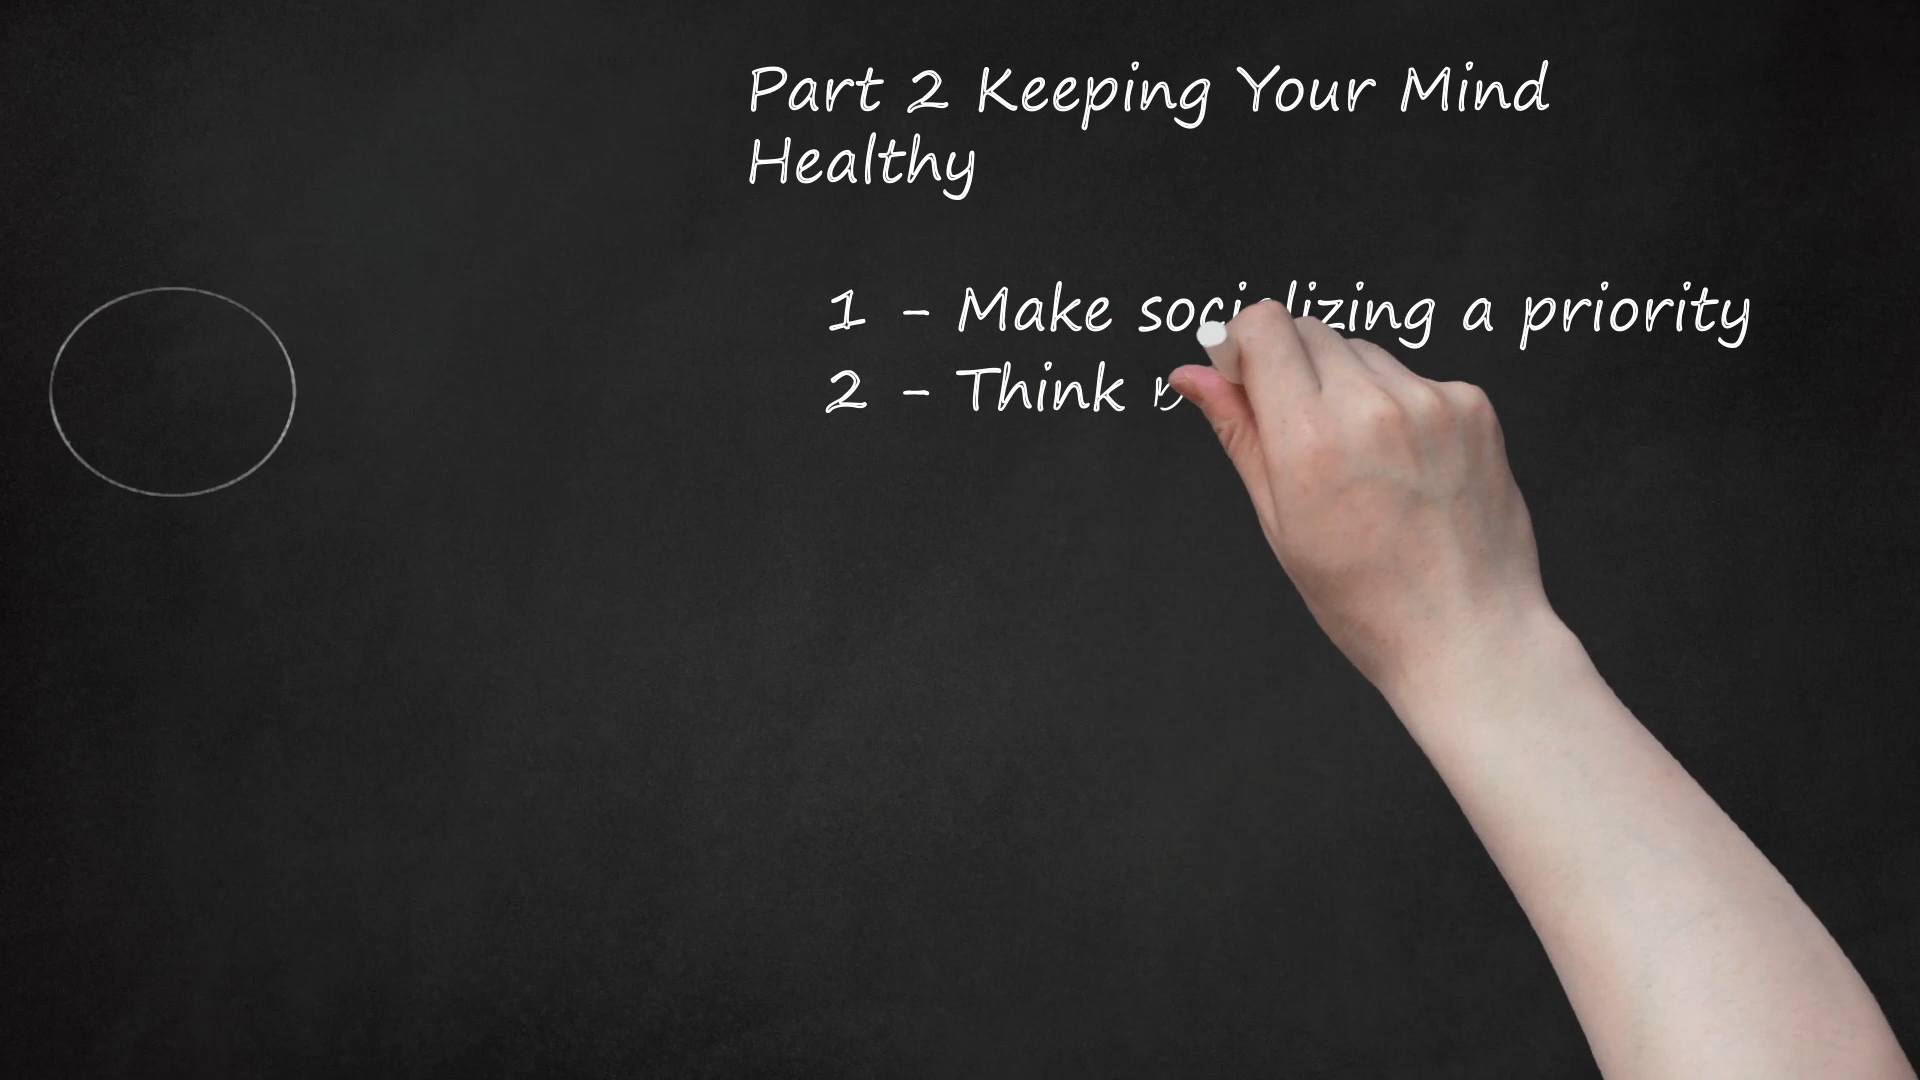 Part 2 Keeping Your Mind
Healthy
1 - Make socializing a priority
2 - Think